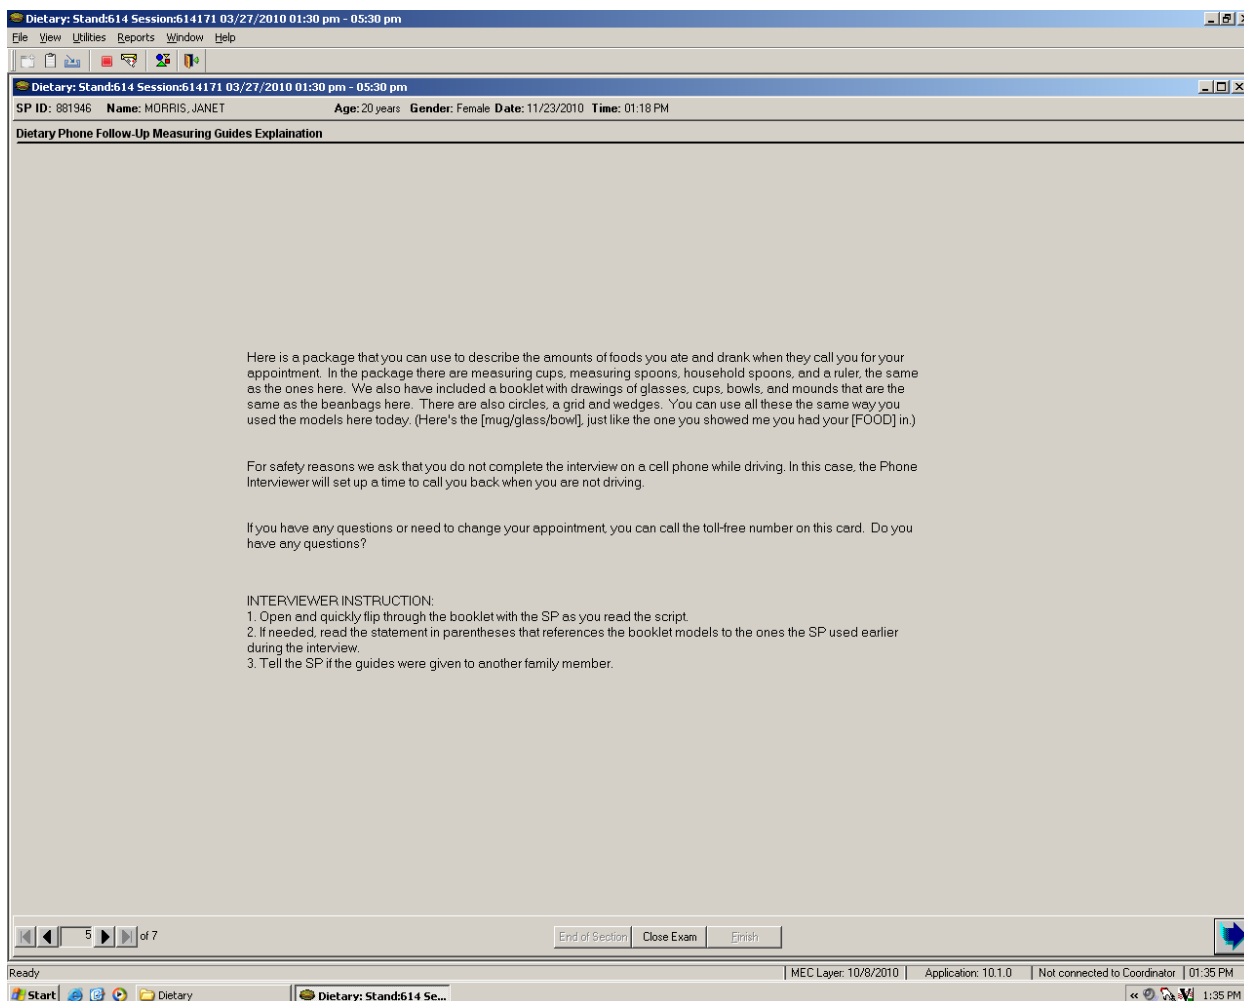 Dietary: Stand:614 Session:614171 03/27/2010 01:30 pm - 05:30 pm
File View Utilities Reports Window Help
Dietary: Stand:614 Session:614171 03/27/2010 01:30 pm - 05:30 pm
SP ID: 881946 Name: MORRIS, JANET Age: 20 years Gender: Female Date: 11/23/2010 Time: 01:18 PM
Dietary Phone Follow-Up Measuring Guides Explaination
Here is a package that you can use to describe the amounts of foods you ate and drank when they call you for your
appointment. In the package there are measuring cups, measuring spoons, household spoons, and a ruler, the same
as the ones here. We also have included a booklet with drawings of glasses, cups, bowls, and mounds that are the
same as the beanbags here. There are also circles, a grid and wedges. You can use all these the same way you
used the models here today. (Here's the [mug/glass/bowl], just like the one you showed me you had your [FOOD] in.)
For safety reasons we ask that you do not complete the interview on a cell phone while driving. In this case, the Phone
Interviewer will set up a time to call you back when you are not driving.
If you have any questions or need to change your appointment, you can call the toll-free number on this card. Do you
have any questions?
INTERVIEWER INSTRUCTION:
1. Open and quickly flip through the booklet with the SP as you read the script.
2. If needed, read the statement in parentheses that references the booklet models to the ones the SP used earlier
during the interview.
3. Tell the SP if the guides were given to another family member.
5 of 7 End of Section Close Exam Finish
Ready MEC Layer: 10/8/2010 Application: 10.1.0 Not connected to Coordinator 01:35 PM
Start Dietary Dietary: Stand:614 Se... « 1:35 PM